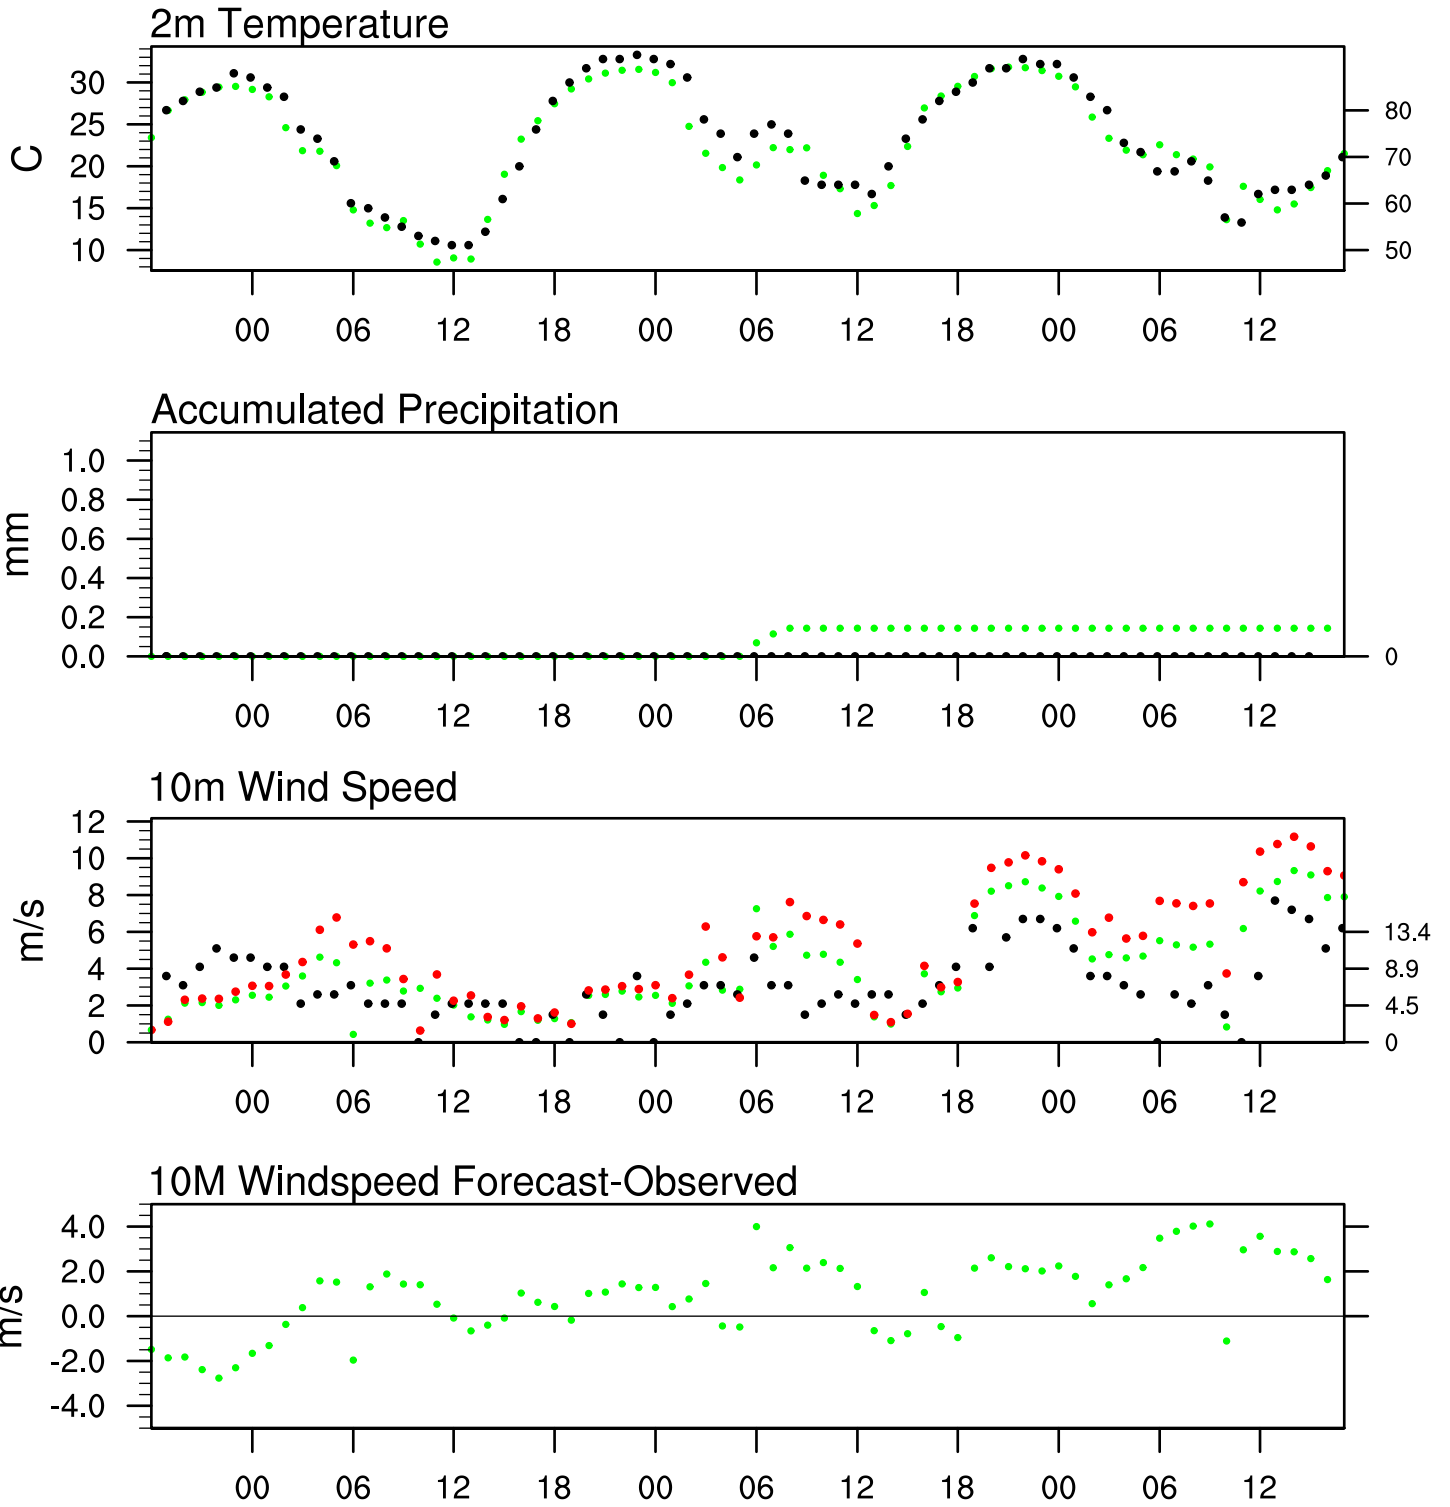 2m Temperature
30
25
20
15
10
C
80
70
60
50
00 06 12 18 00 06 12 18 00 06 12
Accumulated Precipitation
1.0
0.8
0.6
0.4
0.2
0.0
mm
0
00 06 12 18 00 06 12 18 00 06 12
10m Wind Speed
12
10
8
6
4
2
0
m/s
13.4
8.9
4.5
0
00 06 12 18 00 06 12 18 00 06 12
10M Windspeed Forecast-Observed
4.0
2.0
0.0
-2.0
-4.0
m/s
00 06 12 18 00 06 12 18 00 06 12